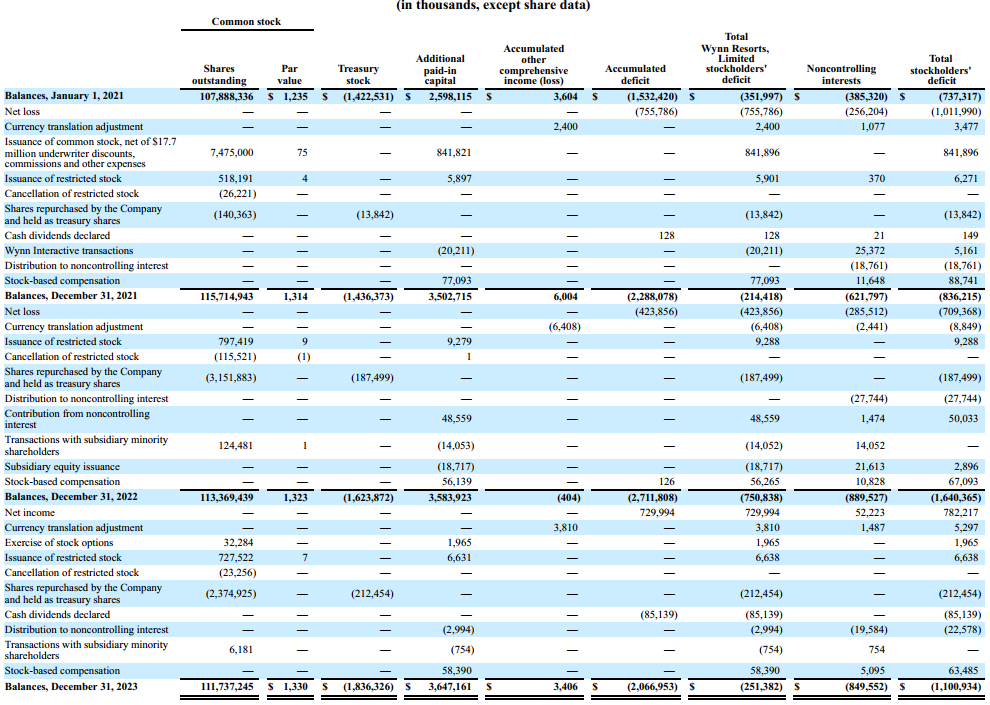 (in thousands, except share data)
Common stock
Shares outstanding | Par value | Treasury stock | Additional paid-in capital | Accumulated other comprehensive income (loss) | Accumulated deficit | Total Wynn Resorts, Limited stockholders' deficit | Noncontrolling interests | Total stockholders' deficit
Balances, January 1, 2021 107,888,336 $ 1,235 $ (1,422,531) $ 2,598,115 $ 3,604 $ (1,532,420) $ (351,997) $ (385,320) $ (737,317)
Net loss — — — — — (755,786) (755,786) (256,204) (1,011,990)
Currency translation adjustment — — — — 2,400 — 2,400 1,077 3,477
Issuance of common stock, net of $17.7
million underwriter discounts,
commissions and other expenses 7,475,000 75 — 841,821 — — 841,896 — 841,896
Issuance of restricted stock 518,191 4 — 5,897 — — 5,901 370 6,271
Cancellation of restricted stock (26,221) — — — — — — — —
Shares repurchased by the Company
and held as treasury shares (140,363) — (13,842) — — — (13,842) — (13,842)
Cash dividends declared — — — — — 128 128 21 149
Wynn Interactive transactions — — — (20,211) — — (20,211) 25,372 5,161
Distribution to noncontrolling interest — — — — — — — (18,761) (18,761)
Stock-based compensation — — — 77,093 — — 77,093 11,648 88,741
Balances, December 31, 2021 115,714,943 1,314 (1,436,373) 3,502,715 6,004 (2,288,078) (214,418) (621,797) (836,215)
Net loss — — — — — (423,856) (423,856) (285,512) (709,368)
Currency translation adjustment — — — — (6,408) — (6,408) (2,441) (8,849)
Issuance of restricted stock 797,419 9 — 9,279 — — 9,288 — 9,288
Cancellation of restricted stock (115,521) (1) — 1 — — — — —
Shares repurchased by the Company
and held as treasury shares (3,151,883) — (187,499) — — — (187,499) — (187,499)
Distribution to noncontrolling interest — — — — — — — (27,744) (27,744)
Contribution from noncontrolling
interest — — — 48,559 — — 48,559 1,474 50,033
Transactions with subsidiary minority
shareholders 124,481 1 — (14,053) — — (14,052) 14,052 —
Subsidiary equity issuance — — — (18,717) — — (18,717) 21,613 2,896
Stock-based compensation — — — 56,139 — 126 56,265 10,828 67,093
Balances, December 31, 2022 113,369,439 1,323 (1,623,872) 3,583,923 (404) (2,711,808) (750,838) (889,527) (1,640,365)
Net income — — — — — 729,994 729,994 52,223 782,217
Currency translation adjustment — — — — 3,810 — 3,810 1,487 5,297
Exercise of stock options 32,284 — — 1,965 — — 1,965 — 1,965
Issuance of restricted stock 727,522 7 — 6,631 — — 6,638 — 6,638
Cancellation of restricted stock (23,256) — — — — — — — —
Shares repurchased by the Company
and held as treasury shares (2,374,925) — (212,454) — — — (212,454) — (212,454)
Cash dividends declared — — — — — (85,139) (85,139) — (85,139)
Distribution to noncontrolling interest — — — (2,994) — — (2,994) (19,584) (22,578)
Transactions with subsidiary minority
shareholders 6,181 — — (754) — — (754) 754 —
Stock-based compensation — — — 58,390 — — 58,390 5,095 63,485
Balances, December 31, 2023 111,737,245 $ 1,330 $ (1,836,326) $ 3,647,161 $ 3,406 $ (2,066,953) $ (251,382) $ (849,552) $ (1,100,934)